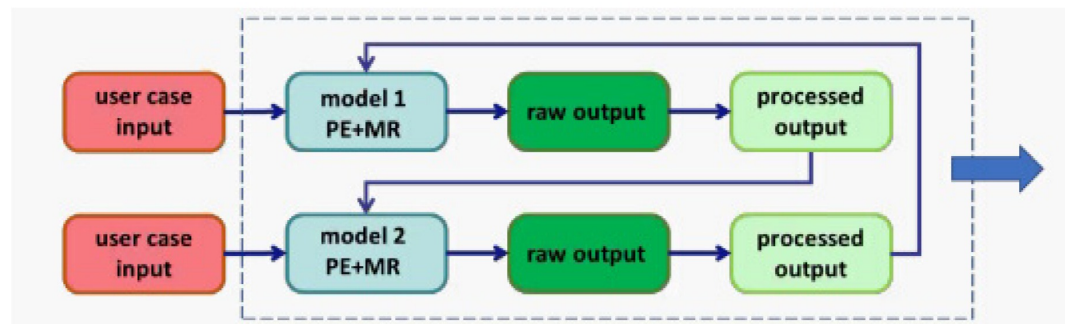 user case
input
model 1
PE+MR
raw output
processed
output
user case
input
model 2
PE+MR
raw output
processed
output